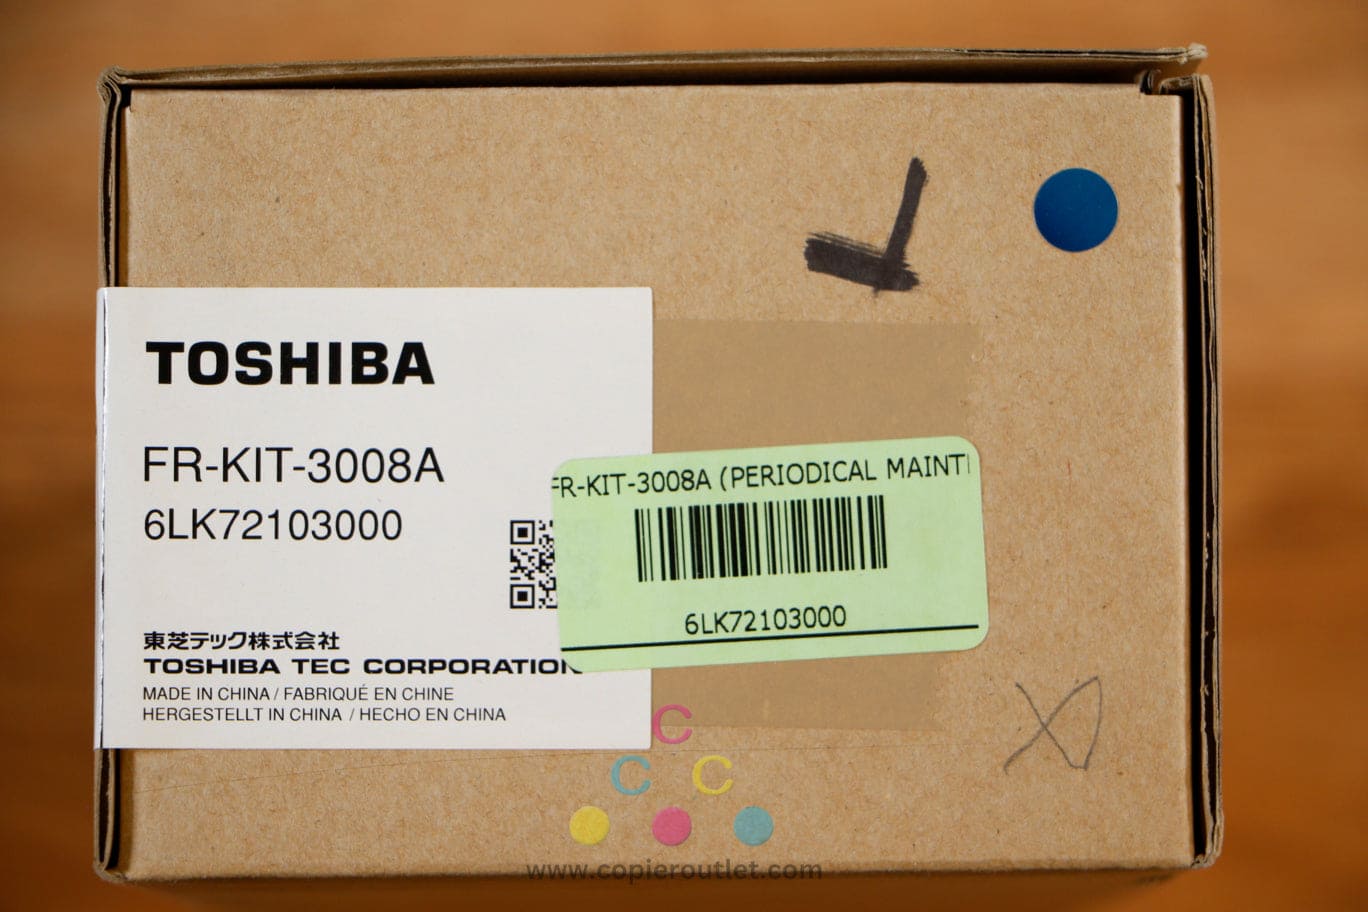 TOSHIBA
FR-KIT-3008A
6LK72103000
東芝テック株式会社
TOSHIBA TEC CORPORATION
MADE IN CHINA / FABRIQUÉ EN CHINE
HERGESTELLT IN CHINA / HECHO EN CHINA
FR-KIT-3008A (PERIODICAL MAINT
6LK72103000
C
C C
www.copieroutlet.com